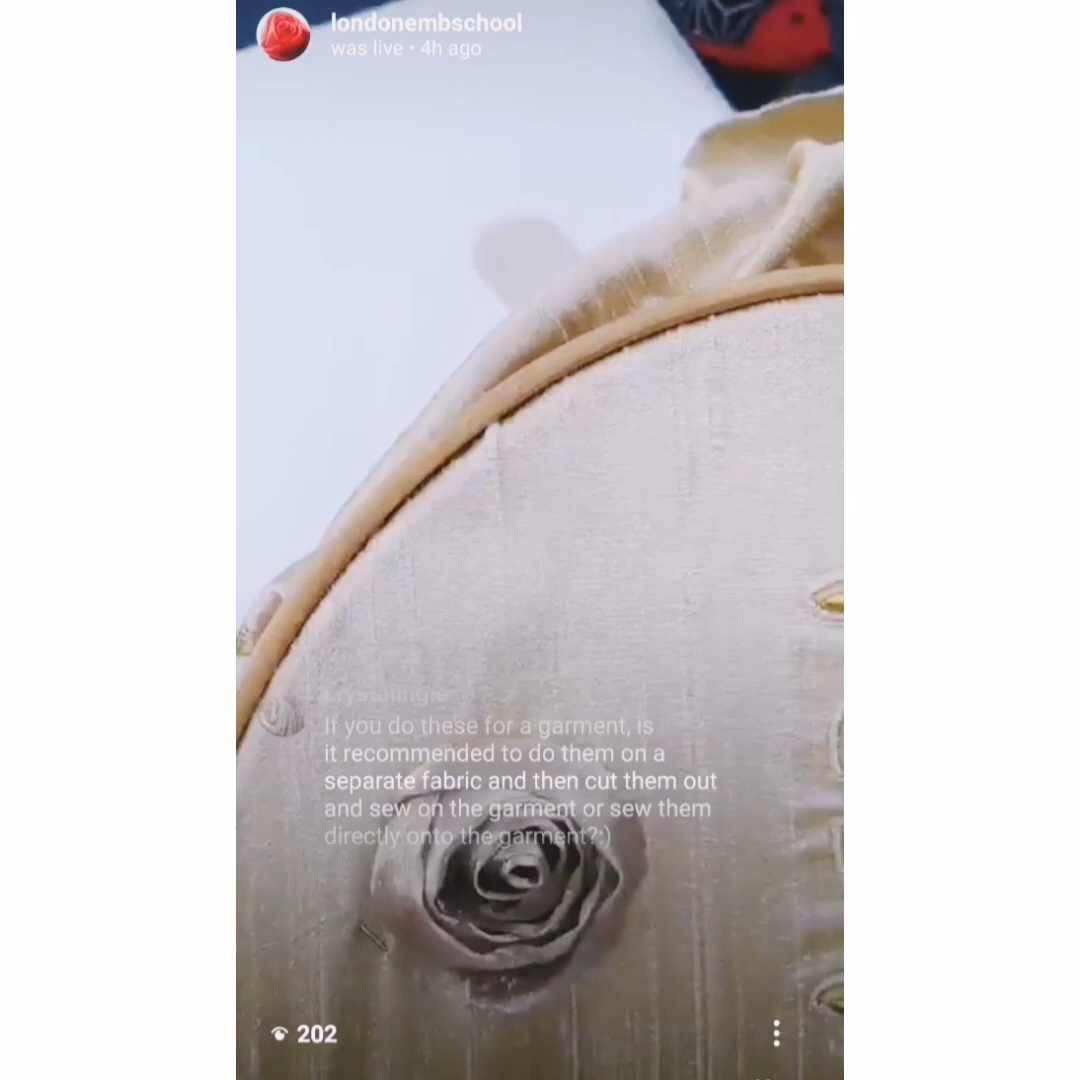 londonembschool
was live • 4h ago
crystalingle
If you do these for a garment, is
it recommended to do them on a
separate fabric and then cut them out
and sew on the garment or sew them
directly onto the garment?:)
202